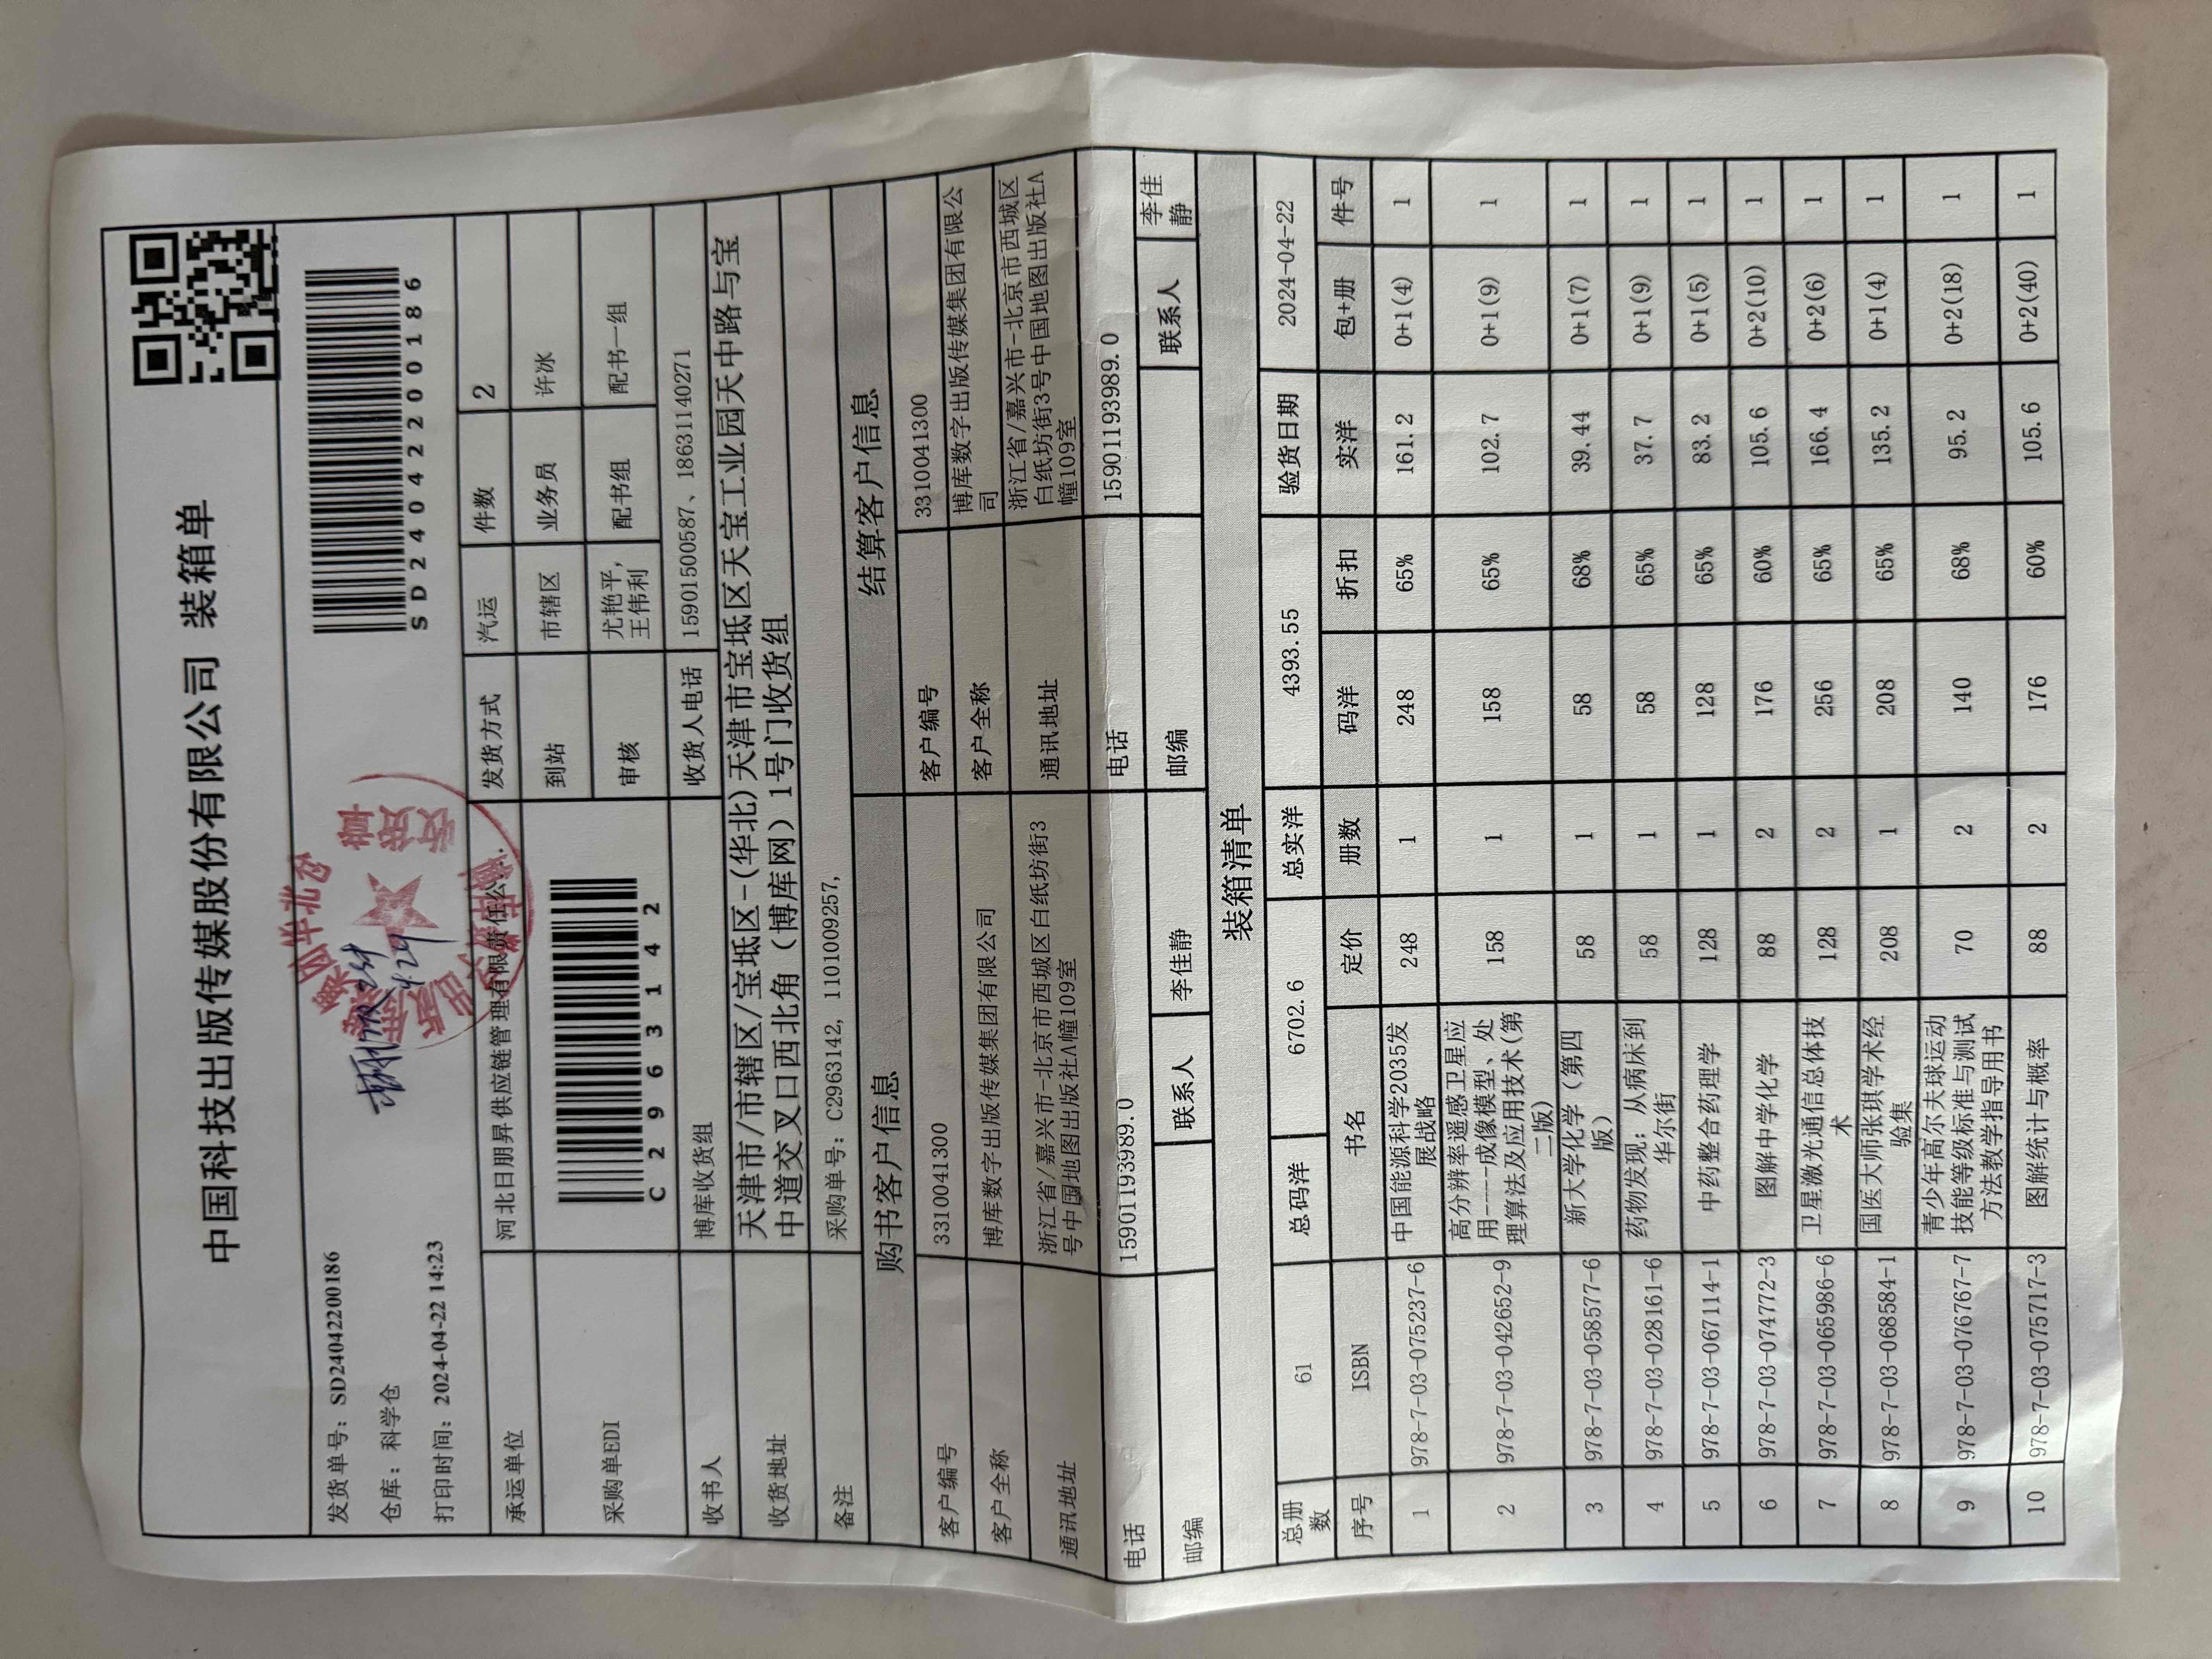 中国科技出版传媒股份有限公司 装箱单
发货单号：SD2404220​0186
仓库：科学仓
打印时间：2024-04-22 14:23
SD24042200186
承运单位 河北日朋昇供应链管理有限责任公... 发货方式 汽运 件数 2
采购单EDI C2963142 到站 市辖区 业务员 许冰
审核 尤艳平，
王伟利 配书组 配书一组
收书人 博库收货组 收货人电话 15901500587、18631140271
收货地址 天津市/市辖区/宝坻区-(华北)天津市宝坻区天宝工业园天中路与宝
中道交叉口西北角（博库网）1号门收货组
备注 采购单号：C2963142, 1101009257,
购书客户信息 结算客户信息
客户编号 3310041300 客户编号 3310041300
客户全称 博库数字出版传媒集团有限公司 客户全称 博库数字出版传媒集团有限公
司
通讯地址 浙江省/嘉兴市-北京市西城区白纸坊街3
号中国地图出版社A幢109室 通讯地址 浙江省/嘉兴市-北京市西城区
白纸坊街3号中国地图出版社A
幢109室
电话 15901193989.0 电话 15901193989.0
邮编 联系人 李佳静 邮编 联系人 李佳
静
装箱清单
总册
数 61 总码洋 6702.6 总实洋 4393.55 验货日期 2024-04-22
序号 ISBN 书名 定价 册数 码洋 折扣 实洋 包+册 件号
1 978-7-03-075237-6 中国能源科学2035发
展战略 248 1 248 65% 161.2 0+1(4) 1
2 978-7-03-042652-9 高分辨率遥感卫星应
用----成像模型、处
理算法及应用技术(第
二版) 158 1 158 65% 102.7 0+1(9) 1
3 978-7-03-058577-6 新大学化学（第四
版） 58 1 58 68% 39.44 0+1(7) 1
4 978-7-03-028161-6 药物发现：从病床到
华尔街 58 1 58 65% 37.7 0+1(9) 1
5 978-7-03-067114-1 中药整合药理学 128 1 128 65% 83.2 0+1(5) 1
6 978-7-03-074772-3 图解中学化学 88 2 176 60% 105.6 0+2(10) 1
7 978-7-03-065986-6 卫星激光通信总体技
术 128 2 256 65% 166.4 0+2(6) 1
8 978-7-03-068584-1 国医大师张琪学术经
验集 208 1 208 65% 135.2 0+1(4) 1
9 978-7-03-076767-7 青少年高尔夫球运动
技能等级标准与测试
方法教学指导用书 70 2 140 68% 95.2 0+2(18) 1
10 978-7-03-075717-3 图解统计与概率 88 2 176 60% 105.6 0+2(40) 1